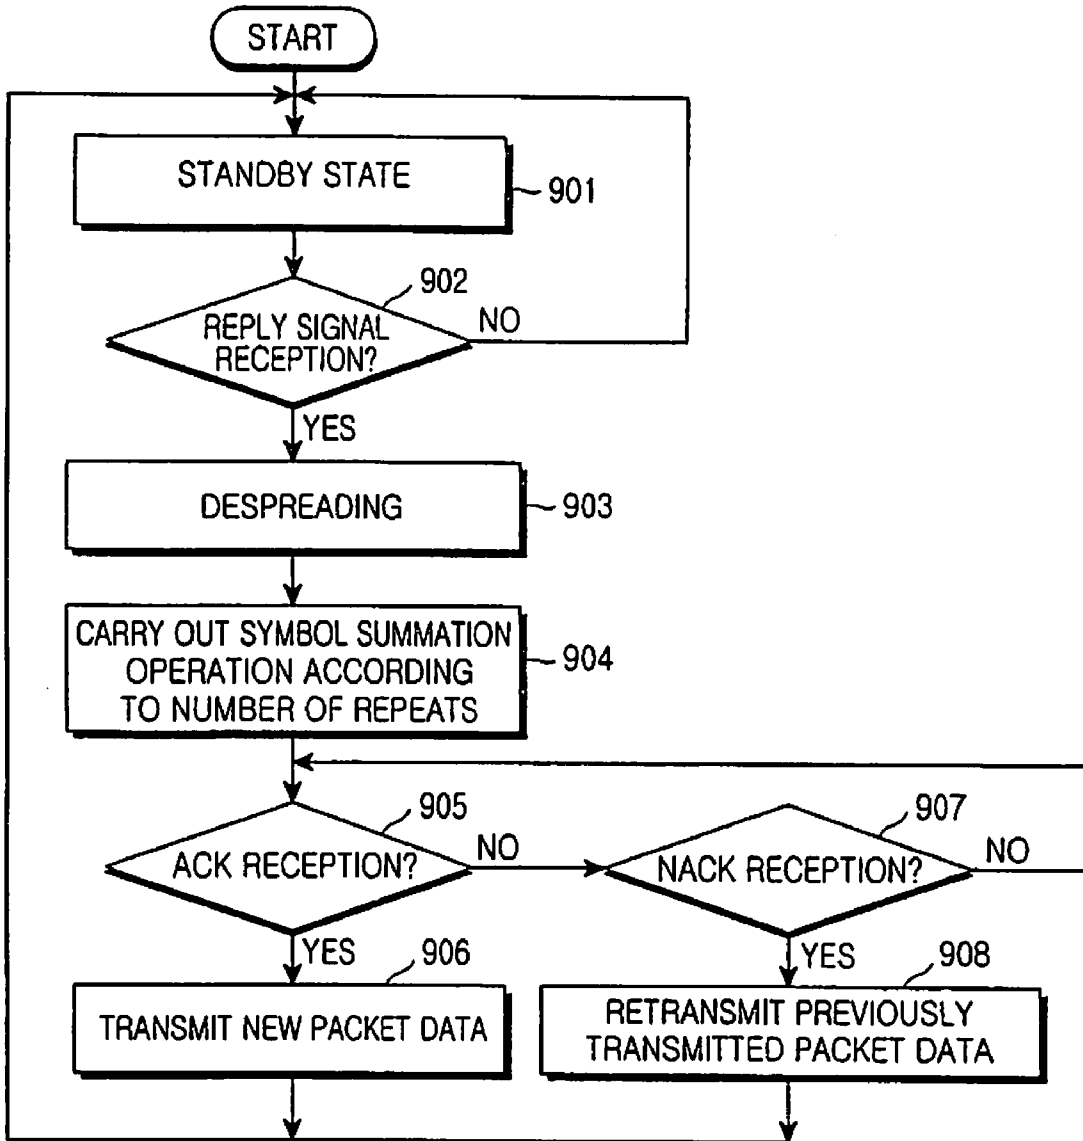 START
STANDBY STATE
901
902
REPLY SIGNAL
RECEPTION?
NO
YES
DESPREADING
903
CARRY OUT SYMBOL SUMMATION
OPERATION ACCORDING
TO NUMBER OF REPEATS
904
905
ACK RECEPTION?
NO
907
NACK RECEPTION?
NO
YES
906
TRANSMIT NEW PACKET DATA
YES
908
RETRANSMIT PREVIOUSLY
TRANSMITTED PACKET DATA